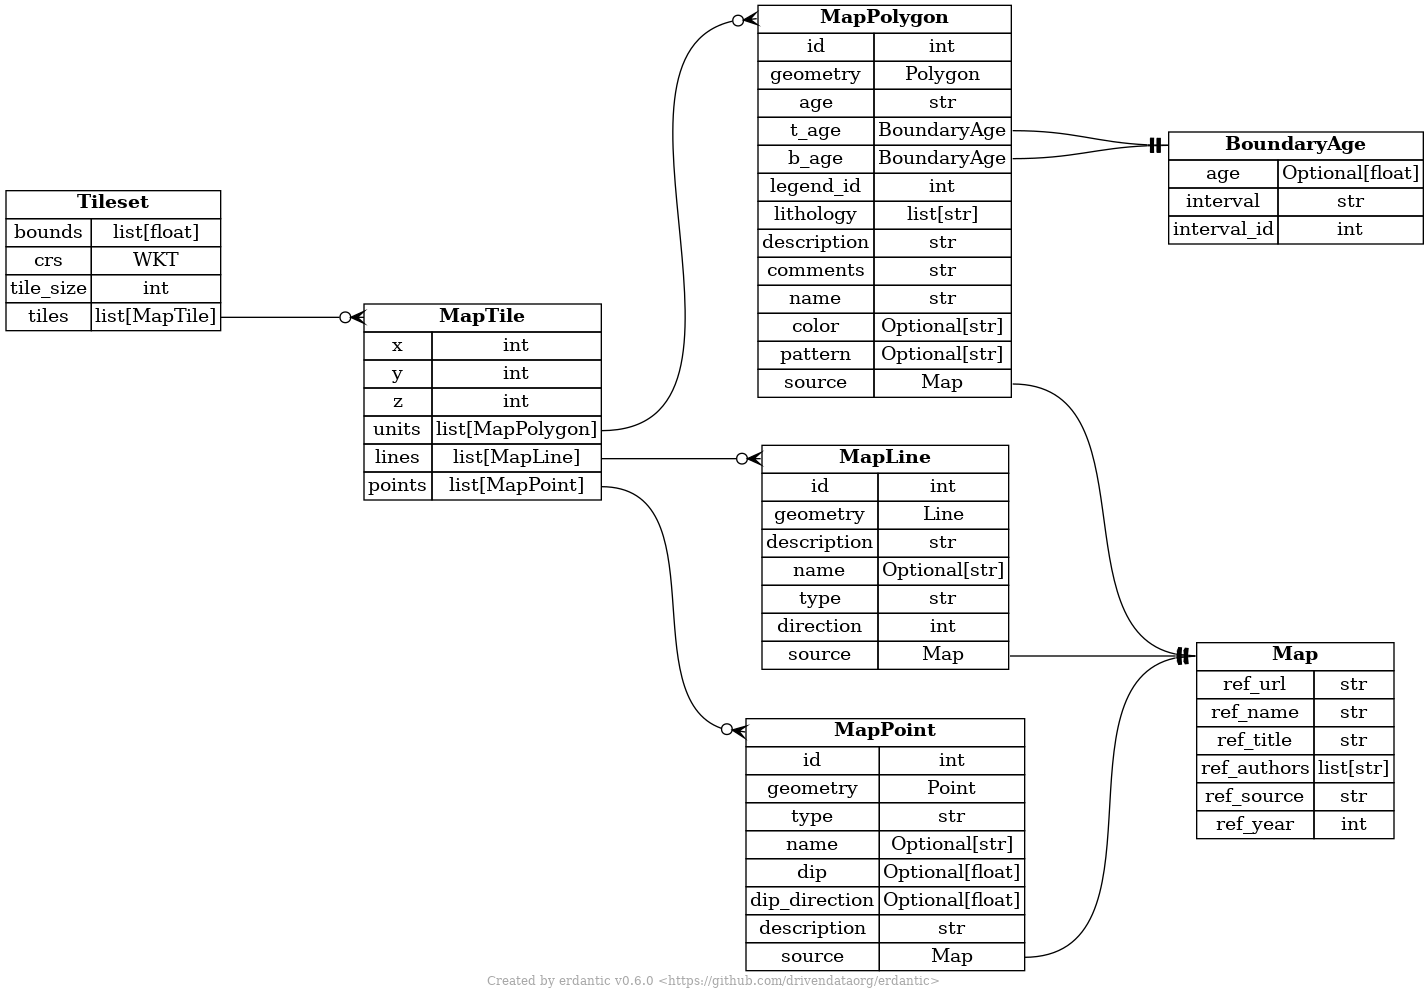 Tileset
bounds list[float]
crs WKT
tile_size int
tiles list[MapTile]
MapTile
x int
y int
z int
units list[MapPolygon]
lines list[MapLine]
points list[MapPoint]
MapPolygon
id int
geometry Polygon
age str
t_age BoundaryAge
b_age BoundaryAge
legend_id int
lithology list[str]
description str
comments str
name str
color Optional[str]
pattern Optional[str]
source Map
MapLine
id int
geometry Line
description str
name Optional[str]
type str
direction int
source Map
MapPoint
id int
geometry Point
type str
name Optional[str]
dip Optional[float]
dip_direction Optional[float]
description str
source Map
BoundaryAge
age Optional[float]
interval str
interval_id int
Map
ref_url str
ref_name str
ref_title str
ref_authors list[str]
ref_source str
ref_year int
Created by erdantic v0.6.0 <https://github.com/drivendataorg/erdantic>